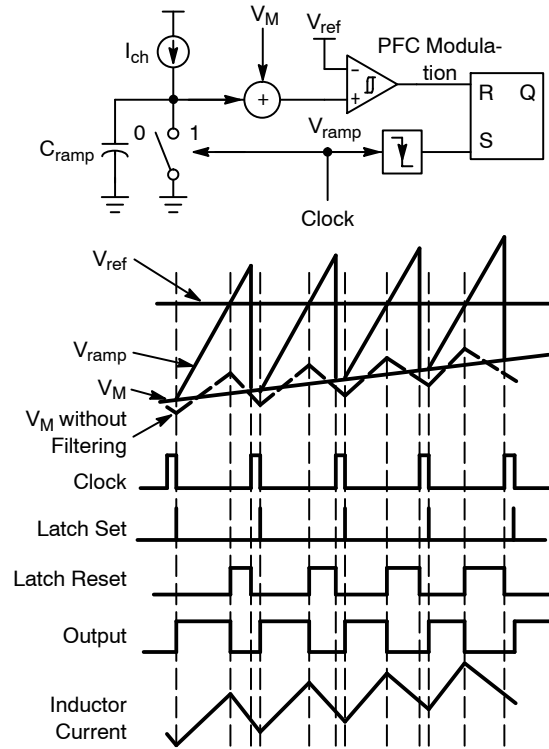 V_M
V_ref
PFC Modula-
tion
I_ch
R
Q
S
0
1
C_ramp
V_ramp
Clock
V_ref
V_ramp
V_M
V_M without
Filtering
Clock
Latch Set
Latch Reset
Output
Inductor
Current